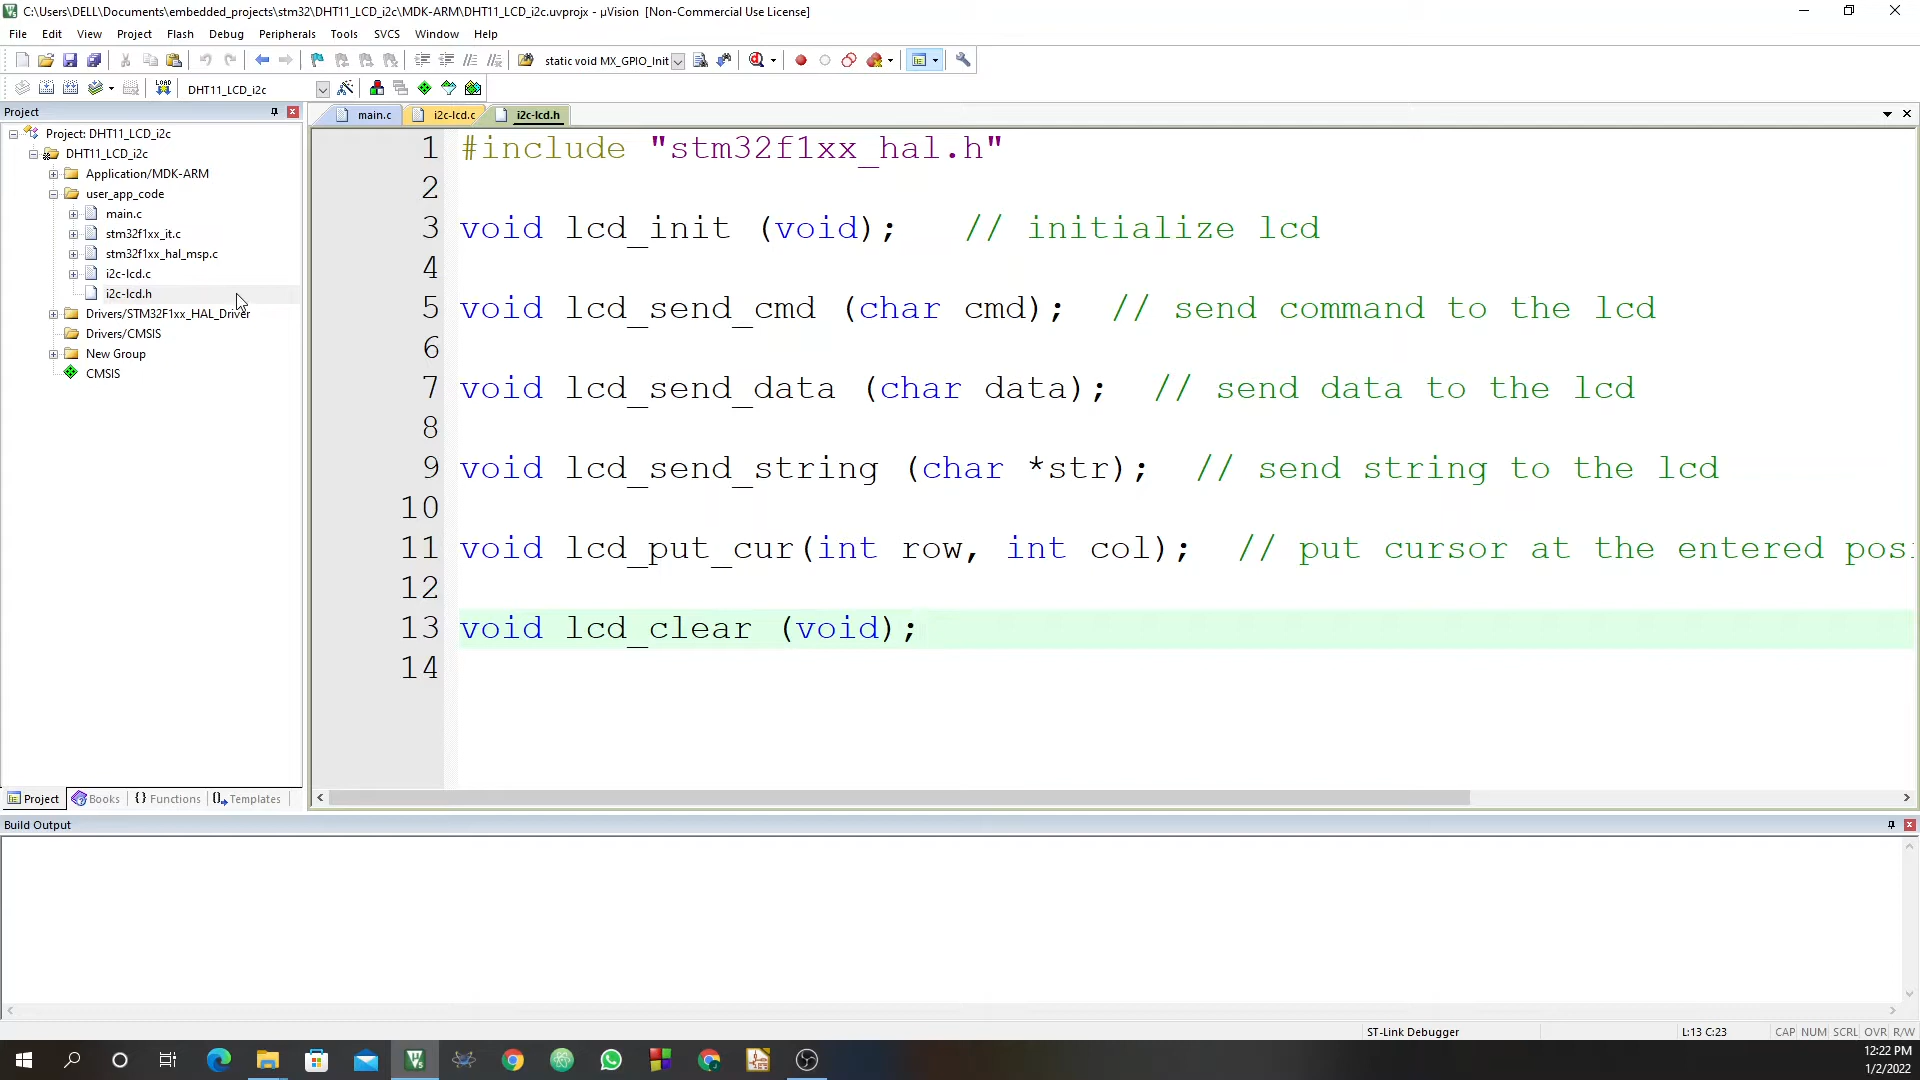 C:\Users\DELL\Documents\embedded_projects\stm32\DHT11_LCD_i2c\MDK-ARM\DHT11_LCD_i2c.uvprojx - µVision [Non-Commercial Use License]
File Edit View Project Flash Debug Peripherals Tools SVCS Window Help
static void MX_GPIO_Init
LOAD DHT11_LCD_i2c
Project
main.c i2c-lcd.c i2c-lcd.h
Project: DHT11_LCD_i2c
DHT11_LCD_i2c
Application/MDK-ARM
user_app_code
main.c
stm32f1xx_it.c
stm32f1xx_hal_msp.c
i2c-lcd.c
i2c-lcd.h
Drivers/STM32F1xx_HAL_Driver
Drivers/CMSIS
New Group
CMSIS
1 #include "stm32f1xx_hal.h"
2
3 void lcd_init (void);   // initialize lcd
4
5 void lcd_send_cmd (char cmd);  // send command to the lcd
6
7 void lcd_send_data (char data);  // send data to the lcd
8
9 void lcd_send_string (char *str);  // send string to the lcd
10
11 void lcd_put_cur(int row, int col);  // put cursor at the entered pos
12
13 void lcd_clear (void);
14
Project Books {} Functions Templates
Build Output
ST-Link Debugger L:13 C:23 CAP NUM SCRL OVR R/W
12:22 PM
1/2/2022